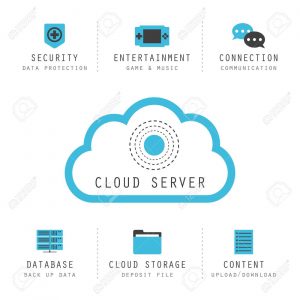 SECURITY
DATA PROTECTION
ENTERTAINMENT
GAME & MUSIC
CONNECTION
COMMUNICATION
CLOUD SERVER
DATABASE
BACK UP DATA
CLOUD STORAGE
DEPOSIT FILE
CONTENT
UPLOAD/DOWNLOAD